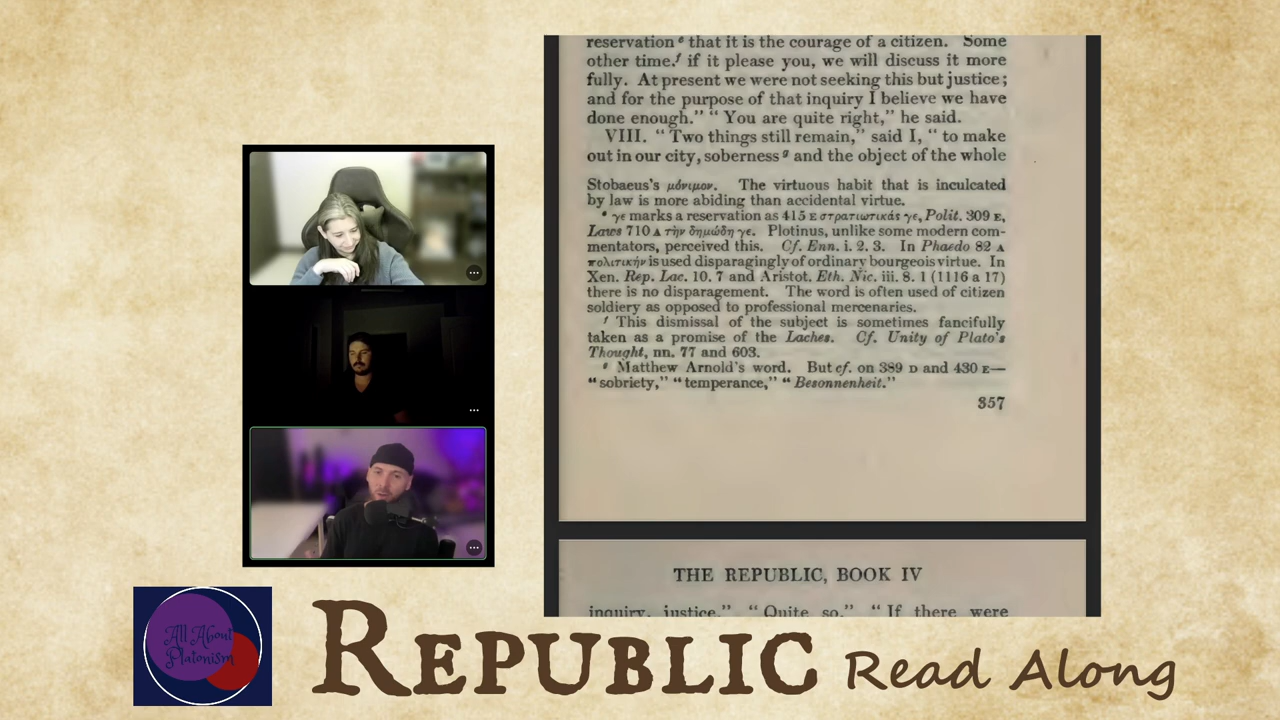 reservation ᵉ that it is the courage of a citizen. Some
other time,ᶠ if it please you, we will discuss it more
fully. At present we were not seeking this but justice ;
and for the purpose of that inquiry I believe we have
done enough.” “ You are quite right,” he said.
VIII. “ Two things still remain,” said I, “ to make
out in our city, soberness ᵍ and the object of the whole
Stobaeus’s μόνιμον. The virtuous habit that is inculcated
by law is more abiding than accidental virtue.
ᵉ γε marks a reservation as 415 E στρατιωτικάς γε, Polit. 309 E,
Laws 710 A τὴν δημώδη γε. Plotinus, unlike some modern com-
mentators, perceived this. Cf. Enn. i. 2. 3. In Phaedo 82 A
πολιτικὴν is used disparagingly of ordinary bourgeois virtue. In
Xen. Rep. Lac. 10. 7 and Aristot. Eth. Nic. iii. 8. 1 (1116 a 17)
there is no disparagement. The word is often used of citizen
soldiery as opposed to professional mercenaries.
ᶠ This dismissal of the subject is sometimes fancifully
taken as a promise of the Laches. Cf. Unity of Plato’s
Thought, nn. 77 and 603.
ᵍ Matthew Arnold’s word. But cf. on 389 D and 430 E—
“ sobriety,” “ temperance,” “ Besonnenheit.”
357
THE REPUBLIC, BOOK IV
inquiry, justice.” “ Quite so.” “ If there were
All About
Platonism
REPUBLIC Read Along